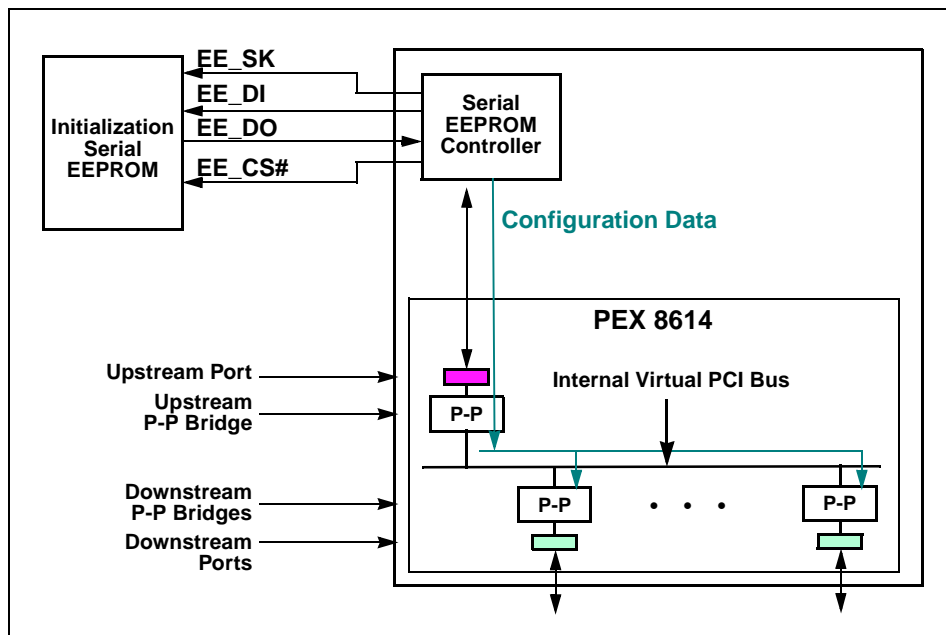 EE_SK
EE_DI
EE_DO
EE_CS#
Initialization
Serial
EEPROM
Serial
EEPROM
Controller
Configuration Data
PEX 8614
Upstream Port
Internal Virtual PCI Bus
Upstream
P-P Bridge
P-P
Downstream
P-P Bridges
P-P
P-P
Downstream
Ports